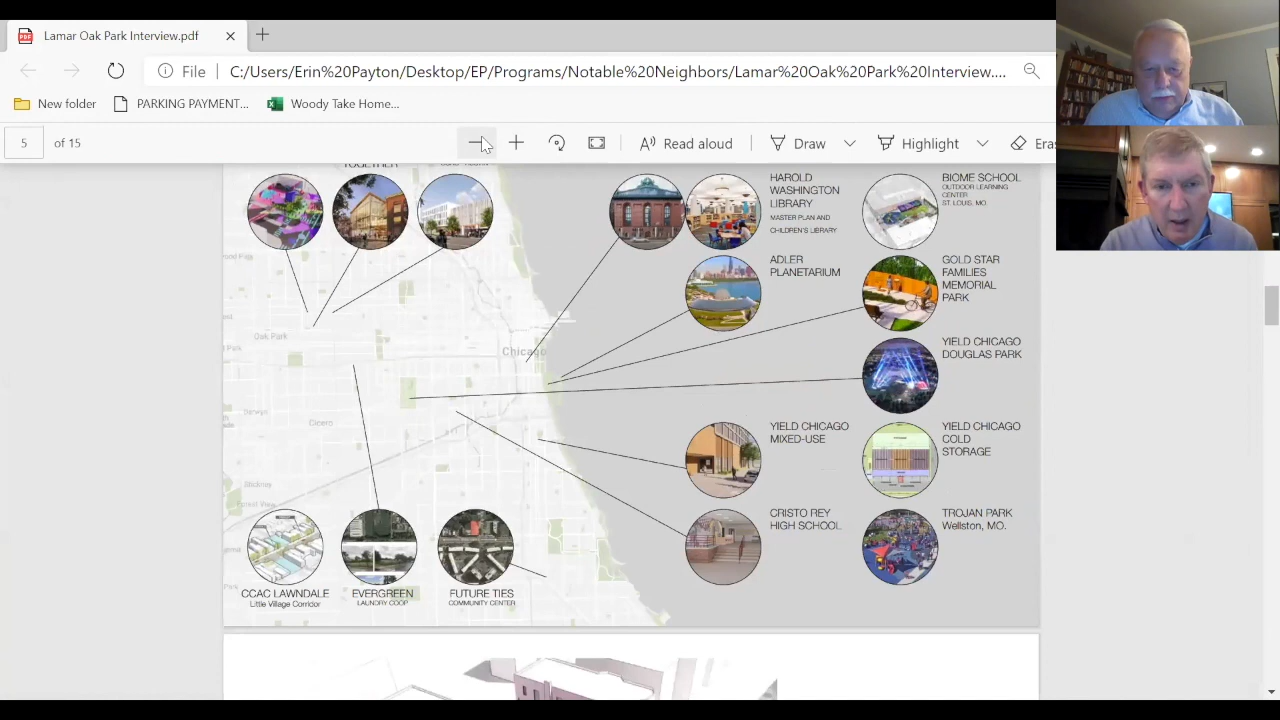 Lamar Oak Park Interview.pdf
File
C:/Users/Erin%20Payton/Desktop/EP/Programs/Notable%20Neighbors/Lamar%20Oak%20Park%20Interview....
New folder
PARKING PAYMENT...
Woody Take Home...
5
of 15
Read aloud
Draw
Highlight
Eras
TOGETHER
HAROLD
WASHINGTON
LIBRARY
MASTER PLAN AND
CHILDREN'S LIBRARY
BIOME SCHOOL
OUTDOOR LEARNING
CENTER
ST. LOUIS, MO.
ADLER
PLANETARIUM
GOLD STAR
FAMILIES
MEMORIAL
PARK
Oak Park
Chicago
YIELD CHICAGO
DOUGLAS PARK
Cicero
YIELD CHICAGO
MIXED-USE
YIELD CHICAGO
COLD
STORAGE
Stickney
CRISTO REY
HIGH SCHOOL
TROJAN PARK
Wellston, MO.
CCAC LAWNDALE
Little Village Corridor
EVERGREEN
LAUNDRY COOP
FUTURE TIES
COMMUNITY CENTER